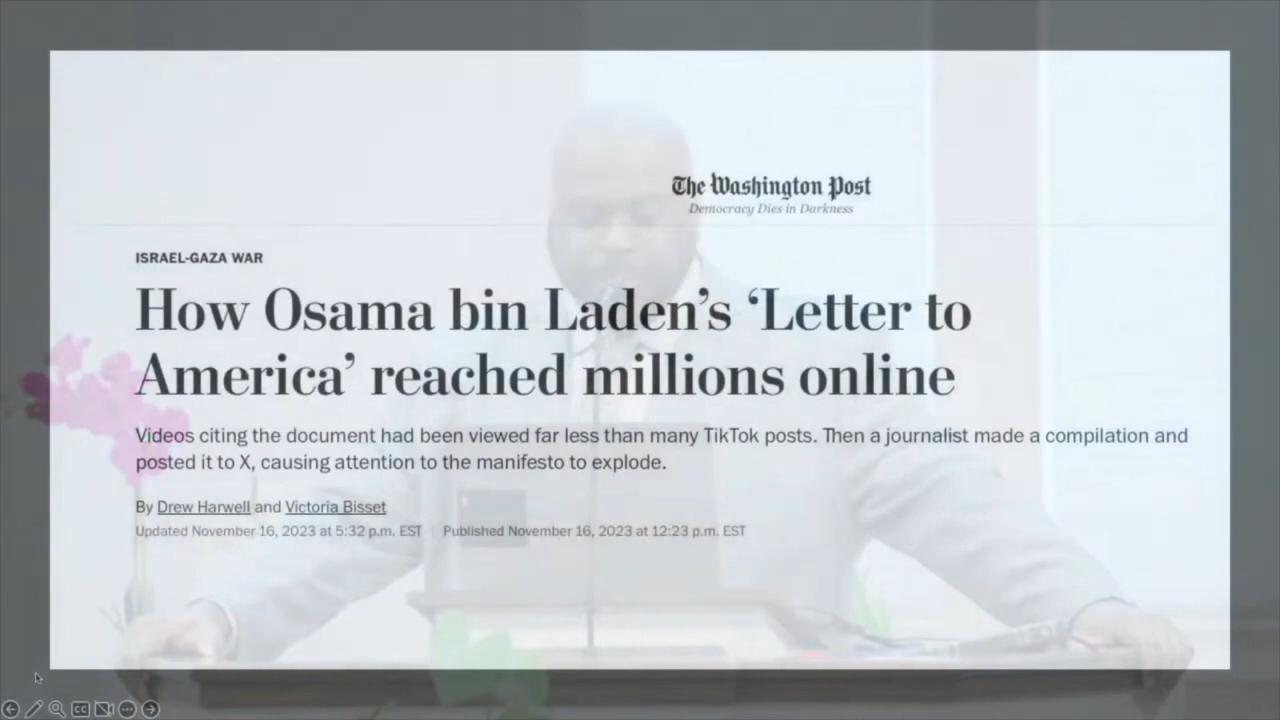 The Washington Post
Democracy Dies in Darkness
ISRAEL-GAZA WAR
How Osama bin Laden’s ‘Letter to
America’ reached millions online
Videos citing the document had been viewed far less than many TikTok posts. Then a journalist made a compilation and
posted it to X, causing attention to the manifesto to explode.
By Drew Harwell and Victoria Bisset
Updated November 16, 2023 at 5:32 p.m. EST | Published November 16, 2023 at 12:23 p.m. EST
CC